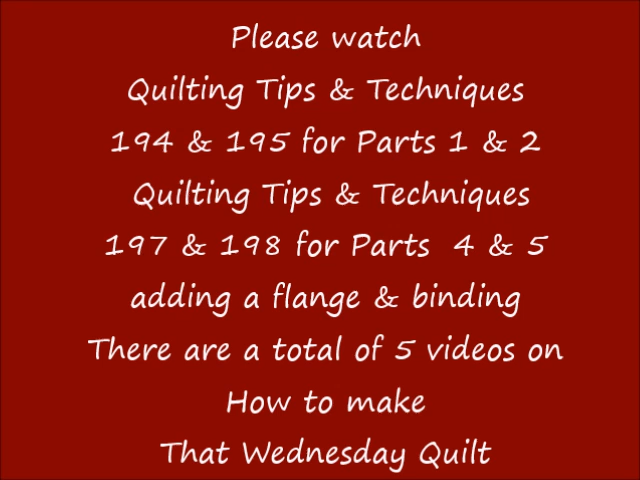 Please watch
Quilting Tips & Techniques
194 & 195 for Parts 1 & 2
Quilting Tips & Techniques
197 & 198 for Parts 4 & 5
adding a flange & binding
There are a total of 5 videos on
How to make
That Wednesday Quilt